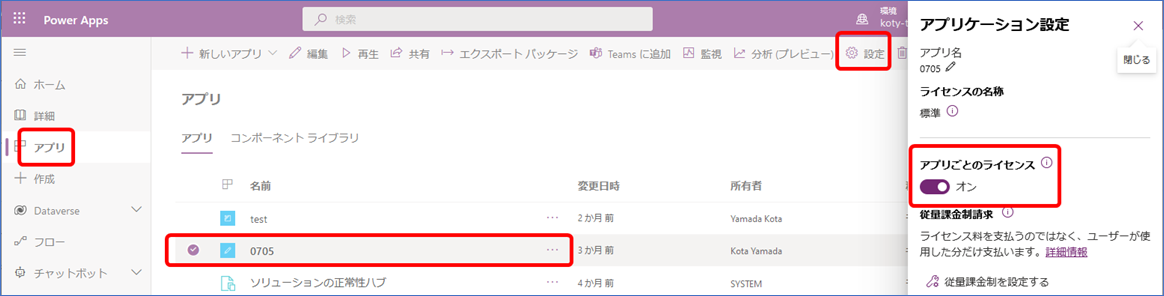 Power Apps
検索
環境
koty-t
新しいアプリ 編集 再生 共有 エクスポート パッケージ Teams に追加 監視 分析 (プレビュー) 設定
ホーム
詳細
アプリ
作成
Dataverse
フロー
チャットボット
アプリ
アプリ コンポーネント ライブラリ
名前 変更日時 所有者
test ... 2 か月 前 Yamada Kota
0705 ... 3 か月 前 Kota Yamada
ソリューションの正常性ハブ ... 4 か月 前 SYSTEM
アプリケーション設定
閉じる
アプリ名
0705
ライセンスの名称
標準
アプリごとのライセンス
オン
従量課金制請求
ライセンス料を支払うのではなく、ユーザーが使
用した分だけ支払います。詳細情報
従量課金制を設定する